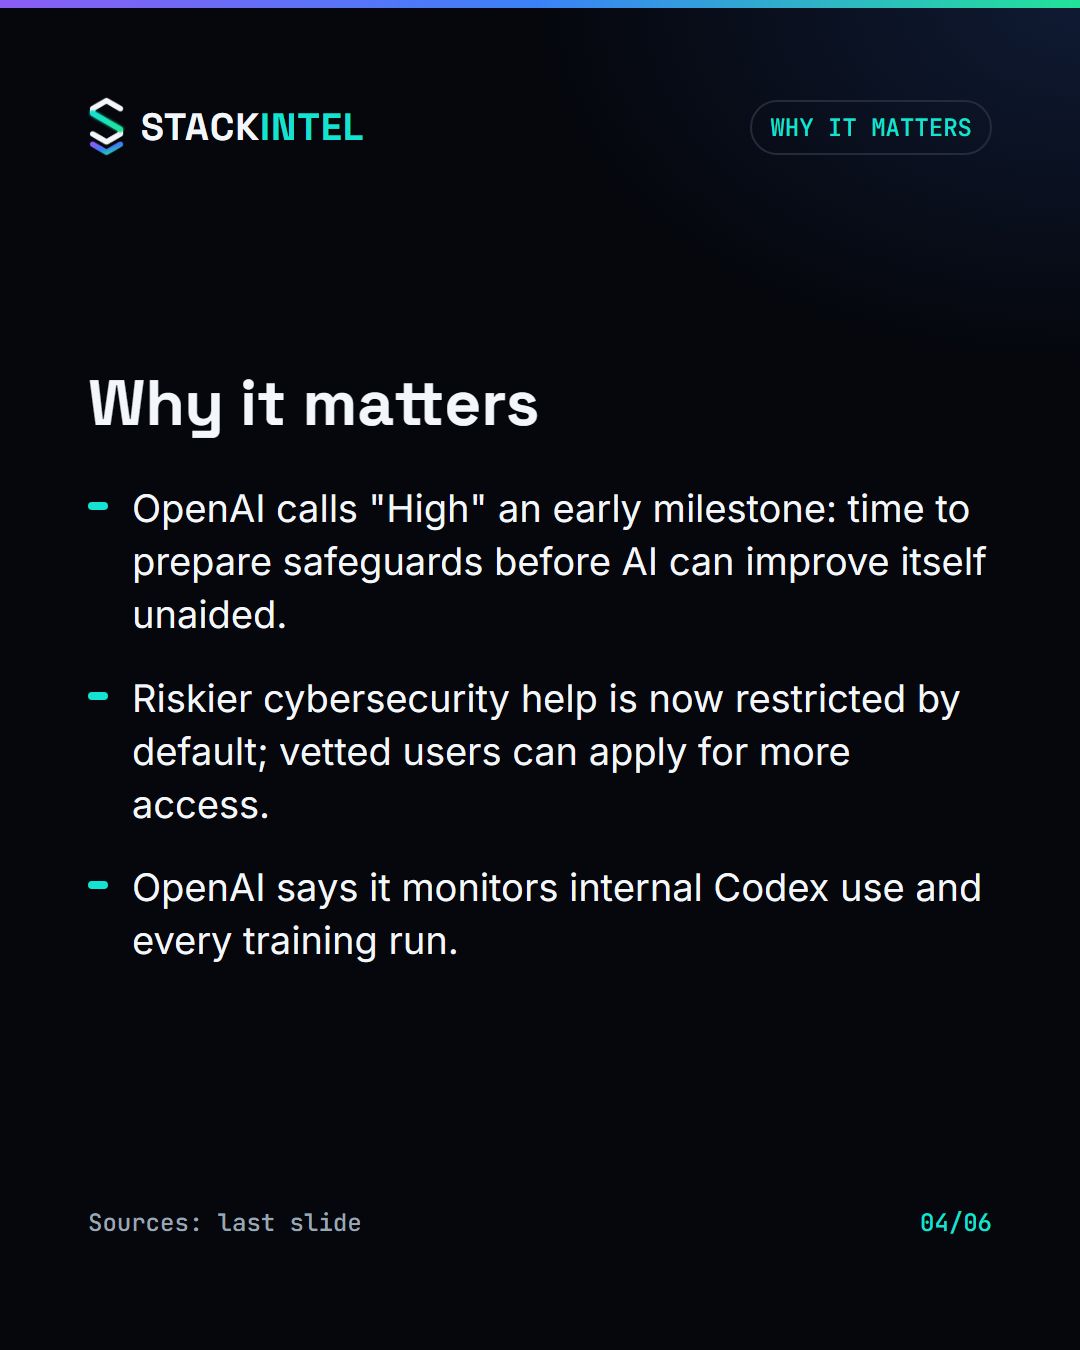 STACKINTEL
WHY IT MATTERS
Why it matters
OpenAI calls "High" an early milestone: time to
prepare safeguards before AI can improve itself
unaided.
Riskier cybersecurity help is now restricted by
default; vetted users can apply for more
access.
OpenAI says it monitors internal Codex use and
every training run.
Sources: last slide
04/06